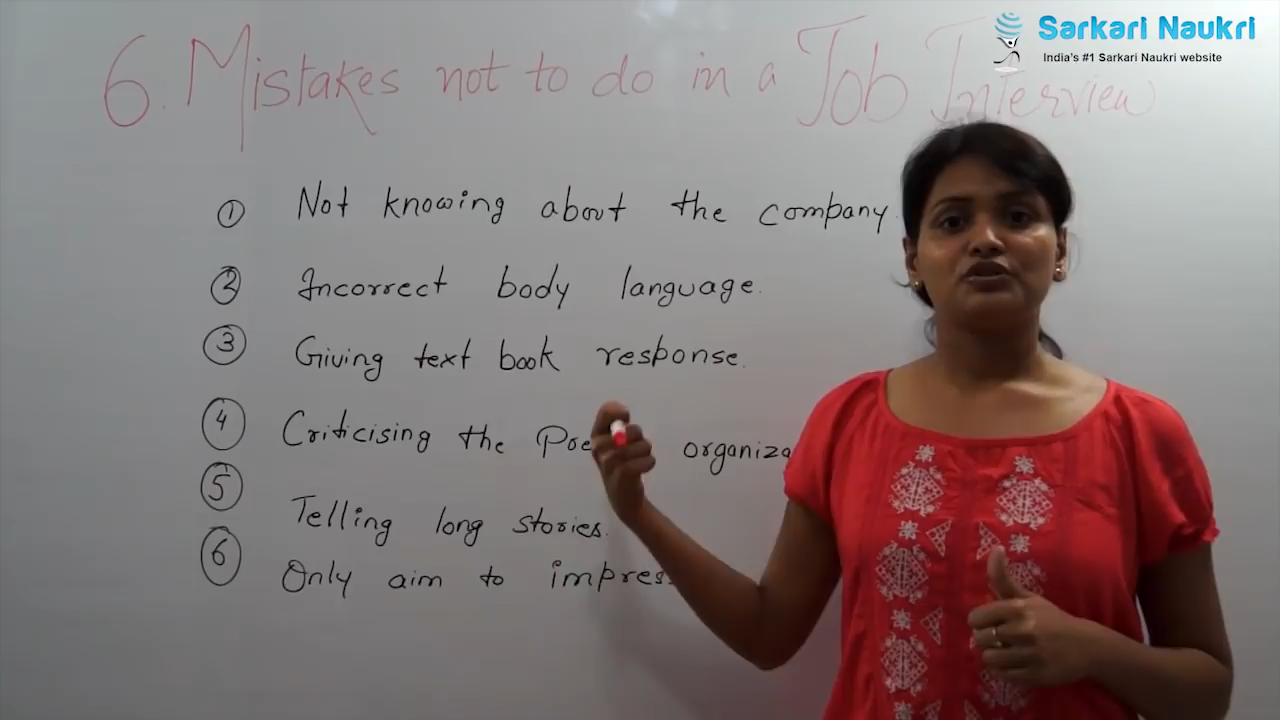 Sarkari Naukri
India's #1 Sarkari Naukri website
6. Mistakes not to do in a Job Interview
① Not knowing about the company.
② Incorrect body language.
③ Giving text book response.
④ Criticising the organiza
⑤ Telling long stories.
⑥ Only aim to impress